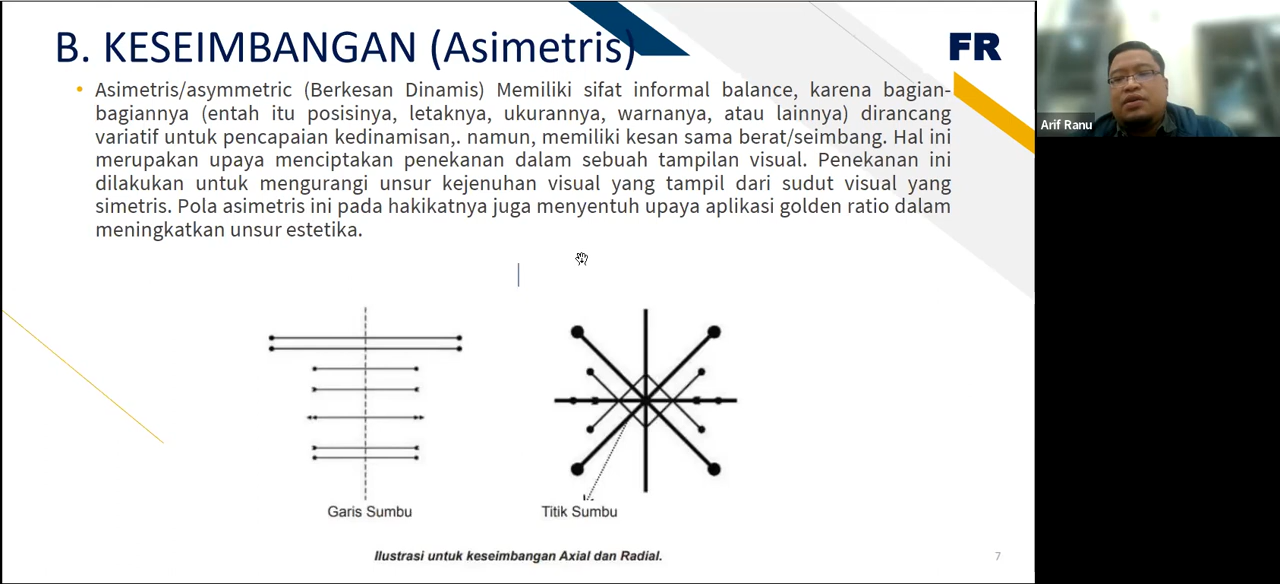 B. KESEIMBANGAN (Asimetris)
FR
• Asimetris/asymmetric (Berkesan Dinamis) Memiliki sifat informal balance, karena bagian-
bagiannya (entah itu posisinya, letaknya, ukurannya, warnanya, atau lainnya) dirancang
variatif untuk pencapaian kedinamisan,. namun, memiliki kesan sama berat/seimbang. Hal ini
merupakan upaya menciptakan penekanan dalam sebuah tampilan visual. Penekanan ini
dilakukan untuk mengurangi unsur kejenuhan visual yang tampil dari sudut visual yang
simetris. Pola asimetris ini pada hakikatnya juga menyentuh upaya aplikasi golden ratio dalam
meningkatkan unsur estetika.
Arif Ranu
Garis Sumbu
Titik Sumbu
Ilustrasi untuk keseimbangan Axial dan Radial.
7